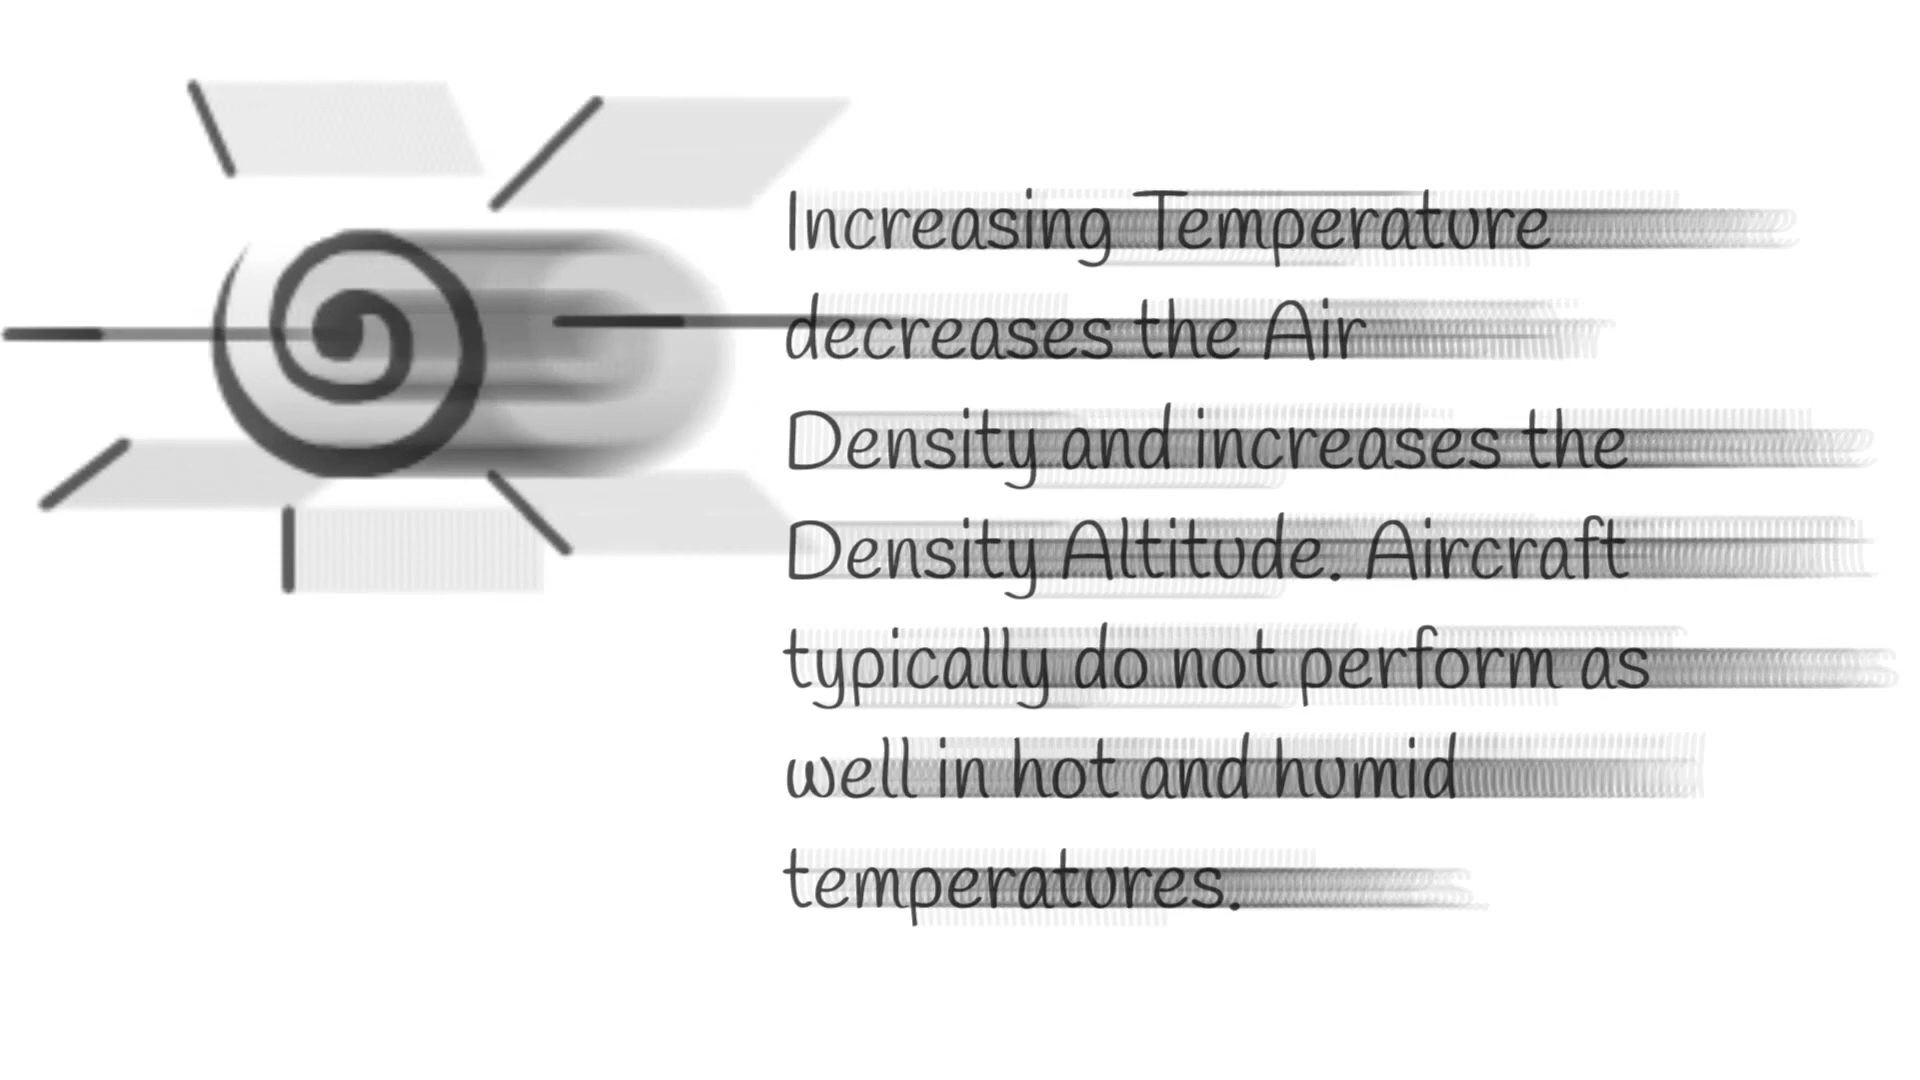 Increasing Temperature
decreases the Air
Density and increases the
Density Altitude. Aircraft
typically do not perform as
well in hot and humid
temperatures.